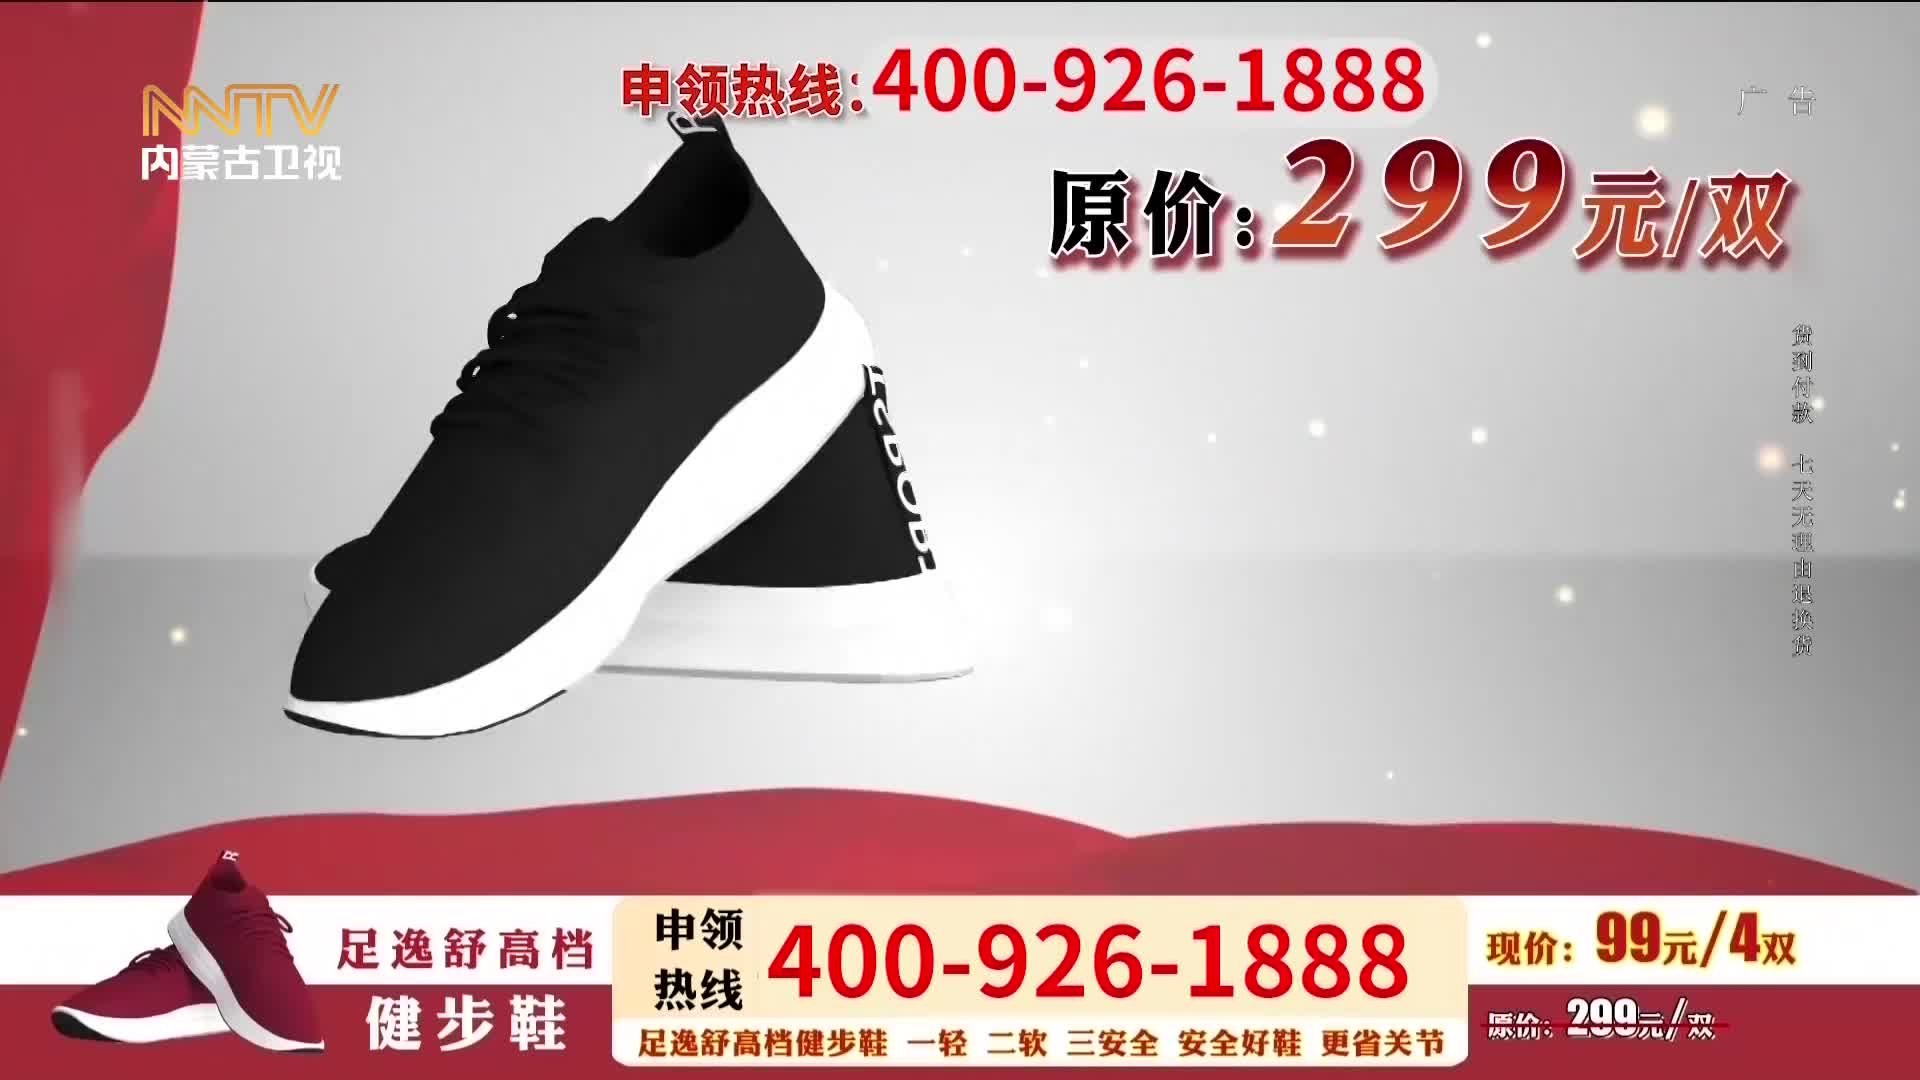 NNTV
内蒙古卫视
申领热线:400-926-1888
广告
原价:299元/双
货到付款 七天无理由退换货
足逸舒高档
健步鞋
申领
热线
400-926-1888
足逸舒高档健步鞋 一轻 二软 三安全 安全好鞋 更省关节
现价:99元/4双
原价:299元/双